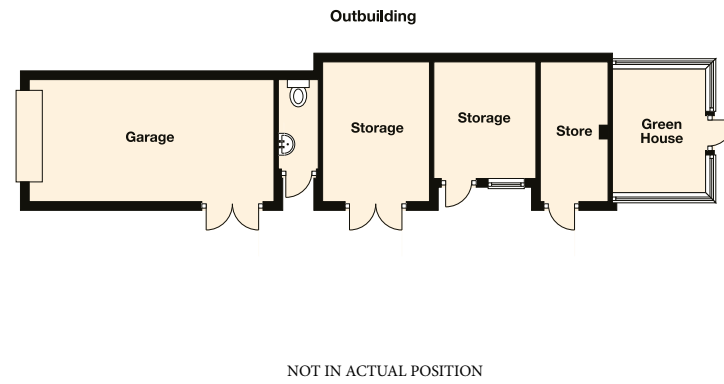 Outbuilding
Garage
Storage
Storage
Store
Green
House
NOT IN ACTUAL POSITION